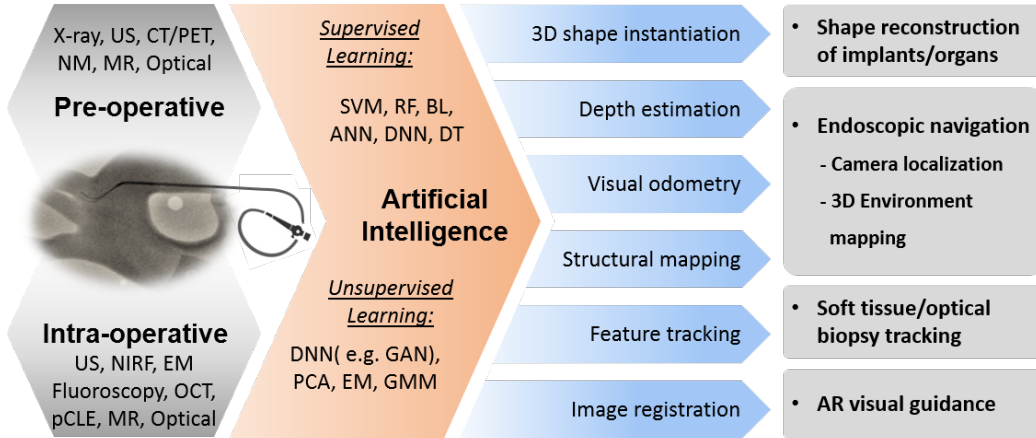 X-ray, US, CT/PET,
NM, MR, Optical
Pre-operative
Intra-operative
US, NIRF, EM
Fluoroscopy, OCT,
pCLE, MR, Optical
Supervised
Learning:
SVM, RF, BL,
ANN, DNN, DT
Artificial
Intelligence
Unsupervised
Learning:
DNN( e.g. GAN),
PCA, EM, GMM
3D shape instantiation
Depth estimation
Visual odometry
Structural mapping
Feature tracking
Image registration
• Shape reconstruction
of implants/organs
• Endoscopic navigation
- Camera localization
- 3D Environment
mapping
• Soft tissue/optical
biopsy tracking
• AR visual guidance